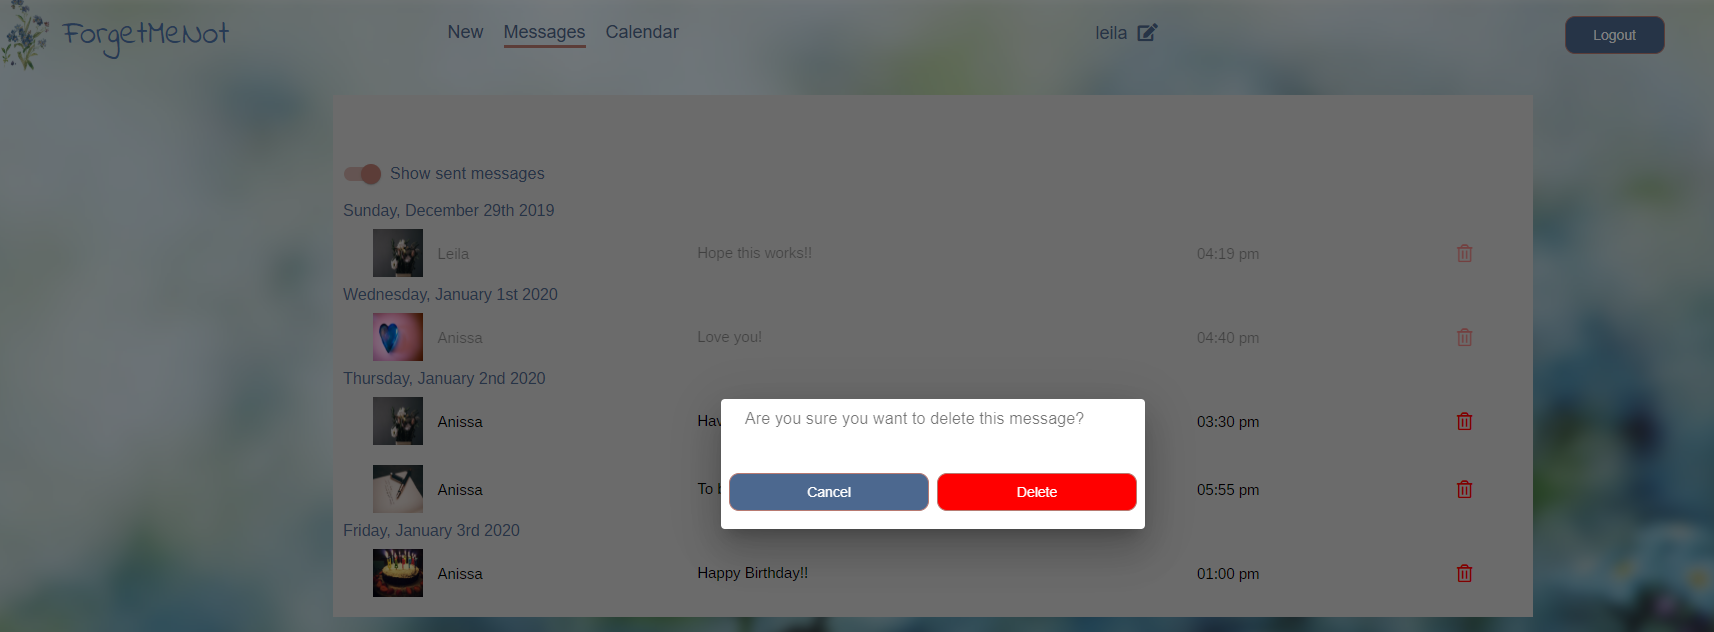 ForgetMeNot
New Messages Calendar
leila
Logout
Show sent messages
Sunday, December 29th 2019
Leila Hope this works!! 04:19 pm
Wednesday, January 1st 2020
Anissa Love you! 04:40 pm
Thursday, January 2nd 2020
Anissa 03:30 pm
Are you sure you want to delete this message?
Anissa To 05:55 pm
Cancel Delete
Friday, January 3rd 2020
Anissa Happy Birthday!! 01:00 pm